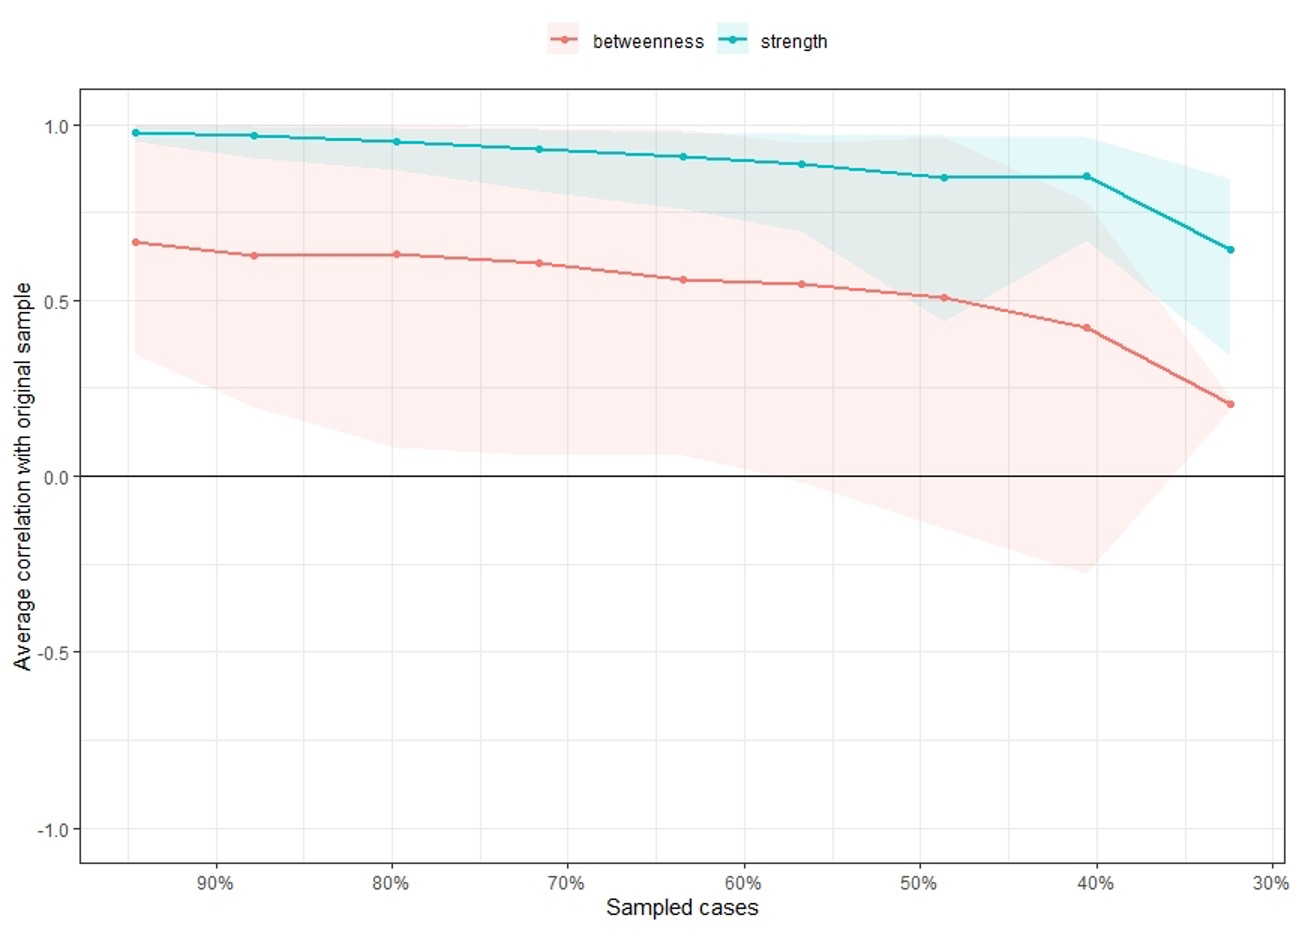 betweenness strength
Average correlation with original sample
1.0
0.5
0.0
-0.5
-1.0
90% 80% 70% 60% 50% 40% 30%
Sampled cases